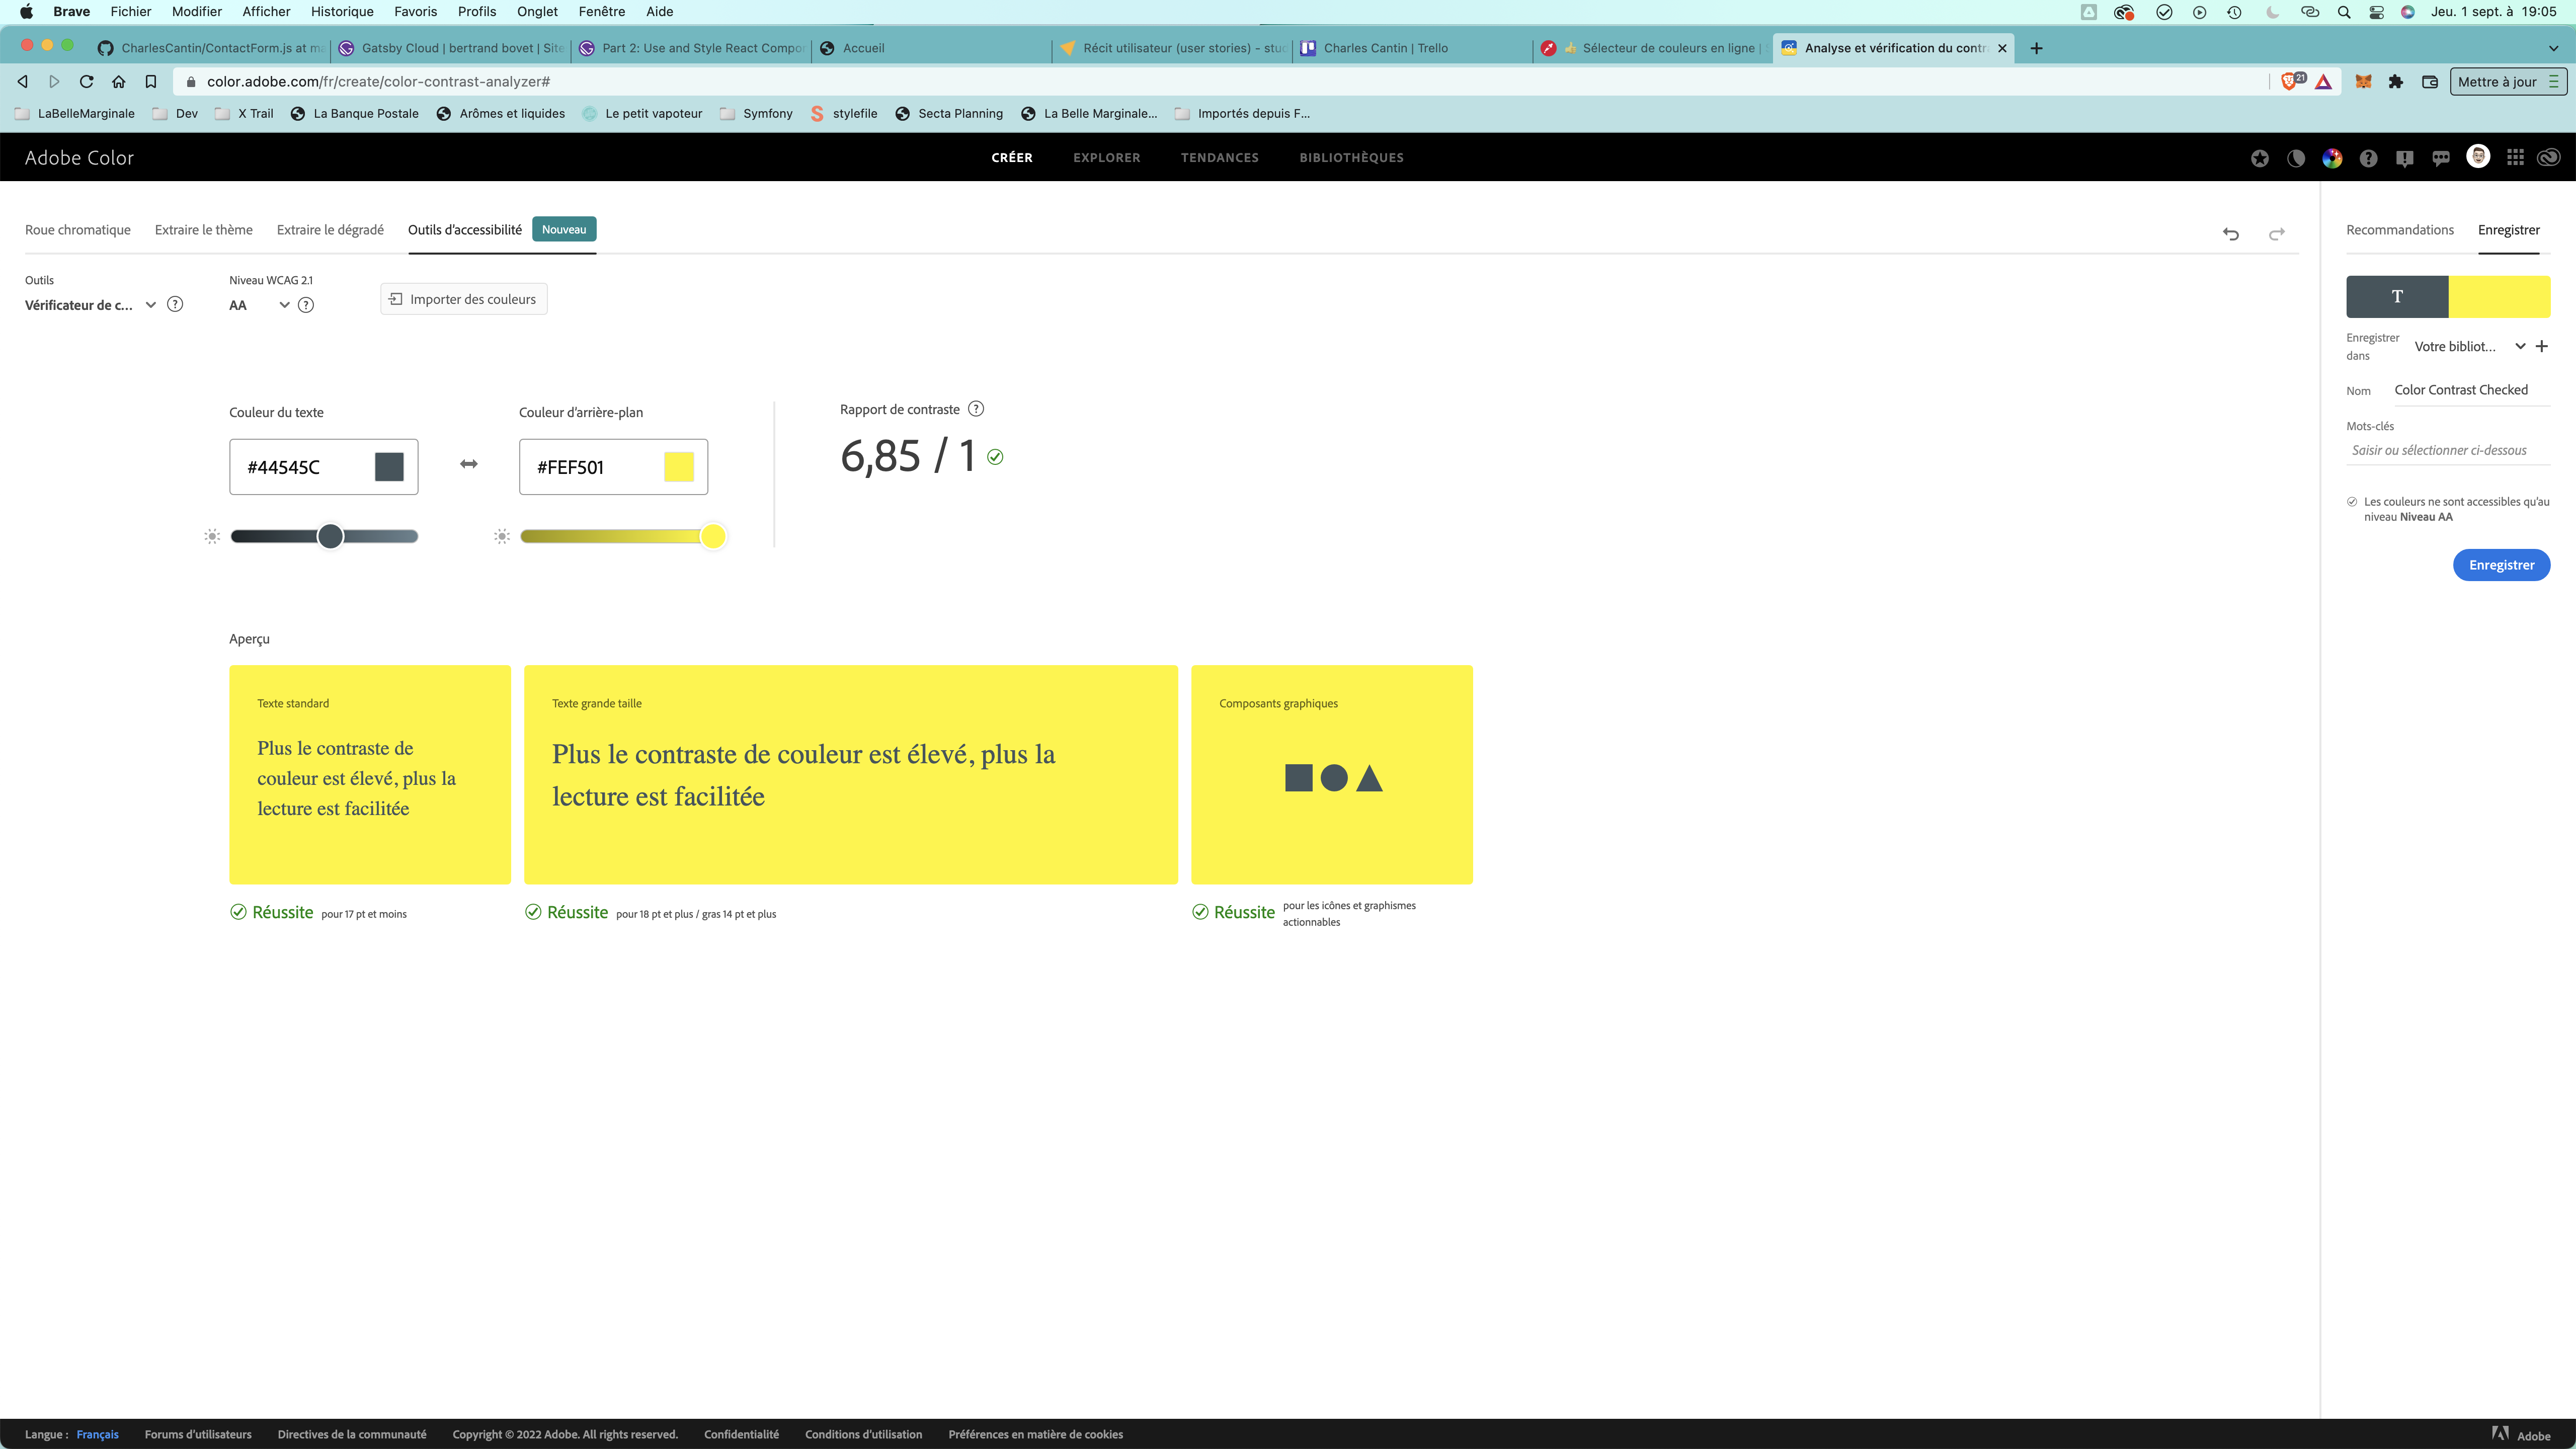 Brave Fichier Modifier Afficher Historique Favoris Profils Onglet Fenêtre Aide Jeu. 1 sept. à 19:05
CharlesCantin/ContactForm.js at ma Gatsby Cloud | bertrand bovet | Site Part 2: Use and Style React Compor Accueil Récit utilisateur (user stories) - stud Charles Cantin | Trello Sélecteur de couleurs en ligne | Analyse et vérification du contr
color.adobe.com/fr/create/color-contrast-analyzer# 21 Mettre à jour
LaBelleMarginale Dev X Trail La Banque Postale Arômes et liquides Le petit vapoteur Symfony stylefile Secta Planning La Belle Marginale... Importés depuis F...
Adobe Color CRÉER EXPLORER TENDANCES BIBLIOTHÈQUES
Roue chromatique Extraire le thème Extraire le dégradé Outils d'accessibilité Nouveau Recommandations Enregistrer
Outils Niveau WCAG 2.1
Vérificateur de c... AA Importer des couleurs
T
Enregistrer dans Votre bibliot...
Nom Color Contrast Checked
Mots-clés
Saisir ou sélectionner ci-dessous
Les couleurs ne sont accessibles qu'au
niveau Niveau AA
Enregistrer
Couleur du texte Couleur d'arrière-plan Rapport de contraste
#44545C #FEF501 6,85 / 1
Aperçu
Texte standard
Plus le contraste de
couleur est élevé, plus la
lecture est facilitée
Réussite pour 17 pt et moins
Texte grande taille
Plus le contraste de couleur est élevé, plus la
lecture est facilitée
Réussite pour 18 pt et plus / gras 14 pt et plus
Composants graphiques
Réussite pour les icônes et graphismes
actionnables
Langue : Français Forums d'utilisateurs Directives de la communauté Copyright © 2022 Adobe. All rights reserved. Confidentialité Conditions d'utilisation Préférences en matière de cookies Adobe